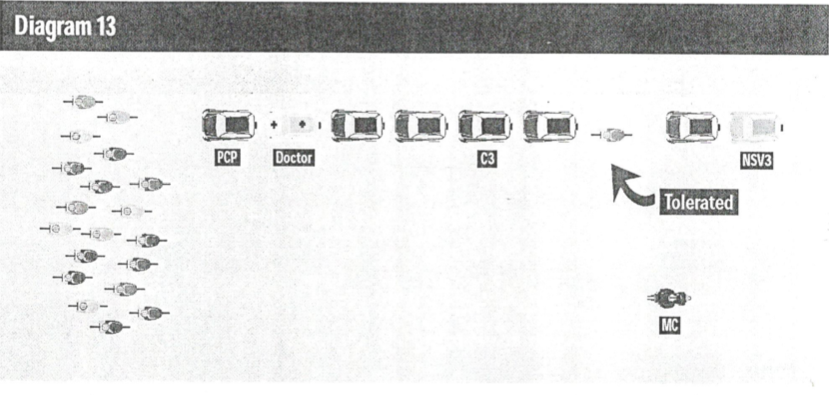 Diagram 13
PCP
Doctor
C3
NSV3
Tolerated
MC